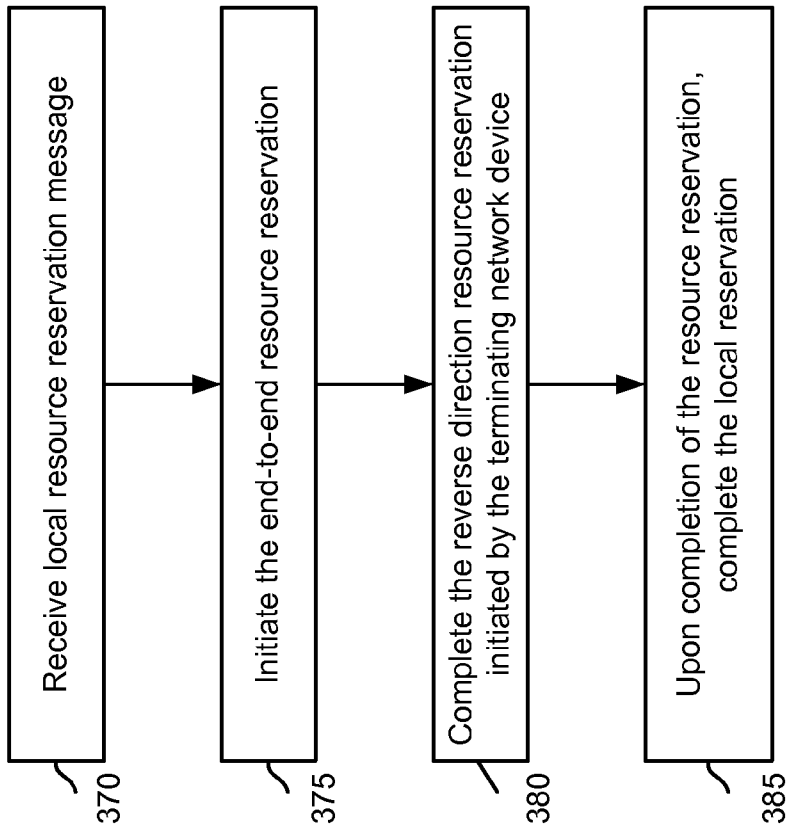 Receive local resource reservation message
370
Initiate the end-to-end resource reservation
375
Complete the reverse direction resource reservation
initiated by the terminating network device
380
Upon completion of the resource reservation,
complete the local reservation
385